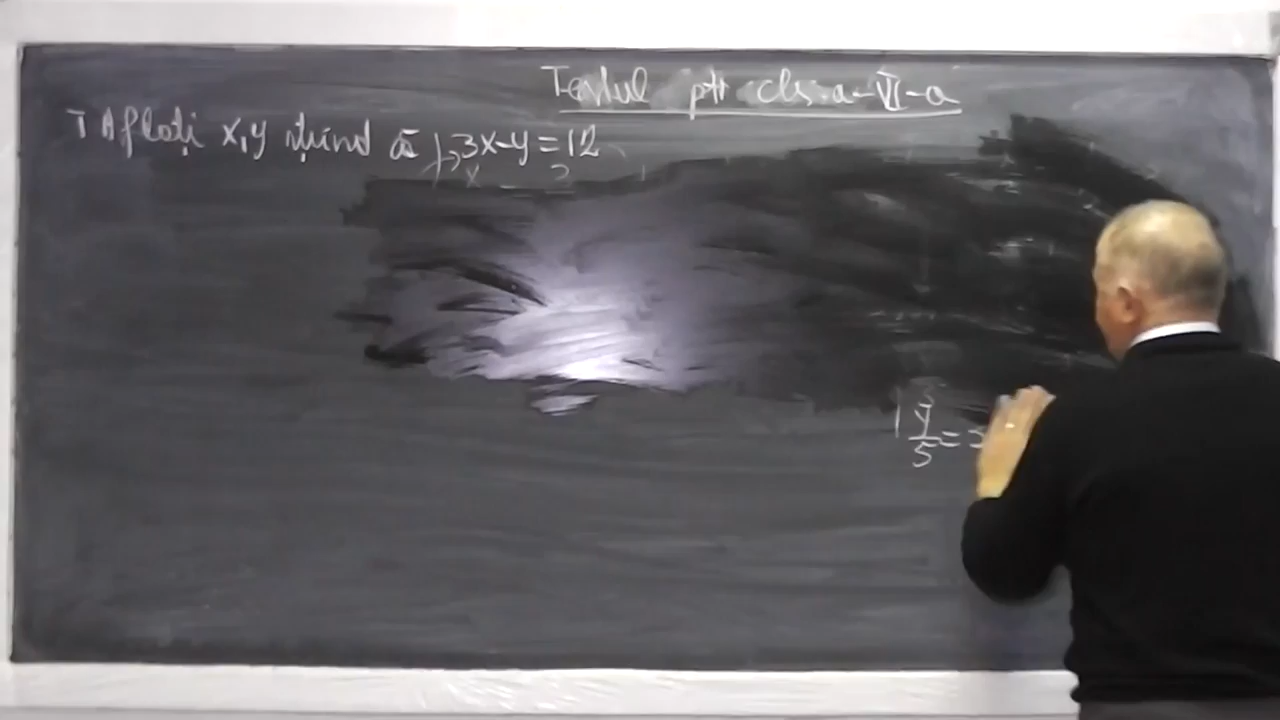 Testul ptr cls. a-VI-a
I Aflați x,y știind că 3x-y=12
y/5=